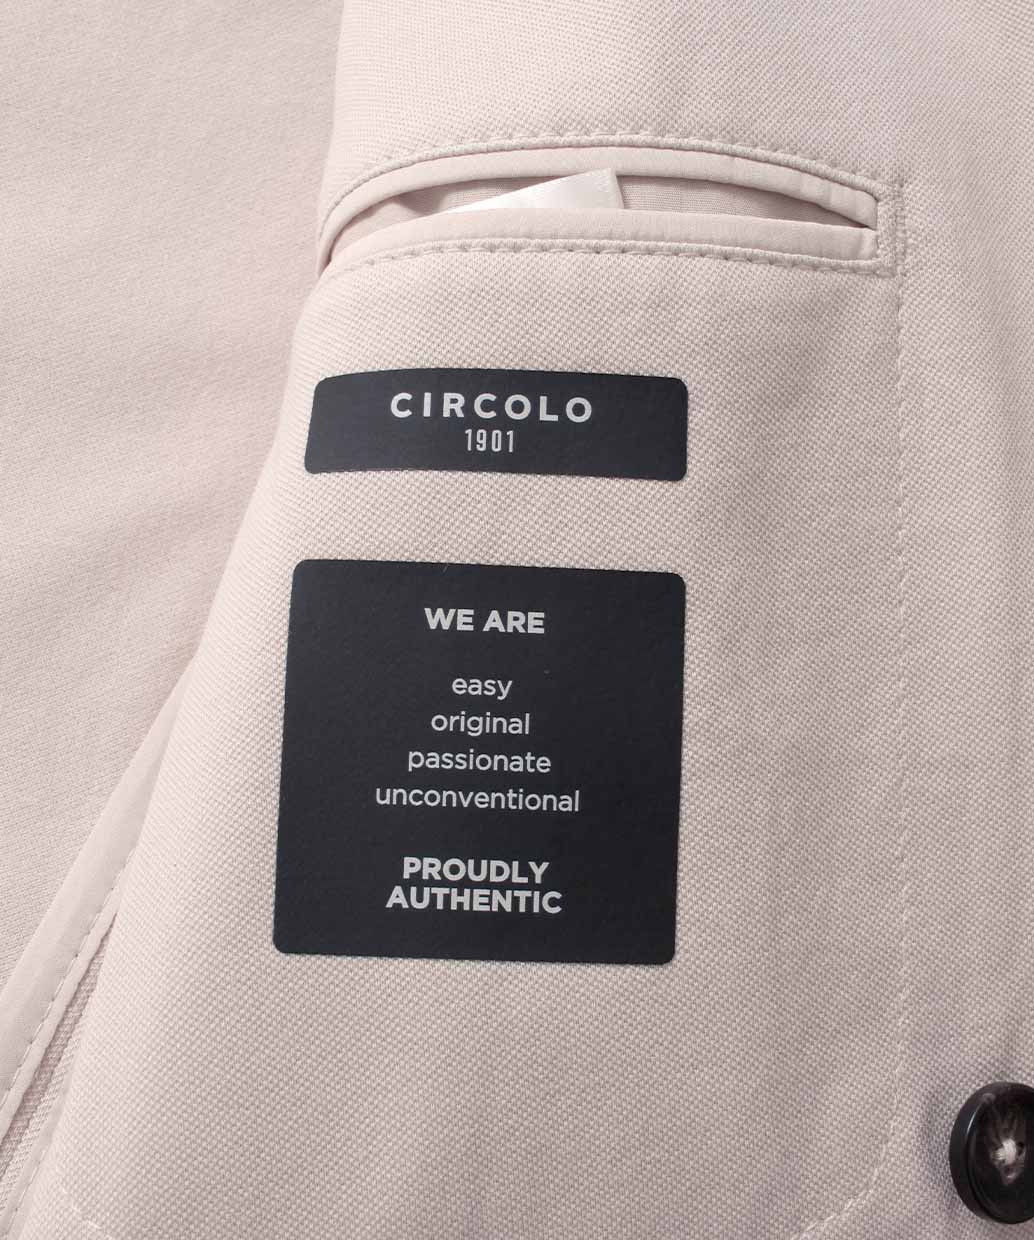 CIRCOLO
1901
WE ARE
easy
original
passionate
unconventional
PROUDLY
AUTHENTIC